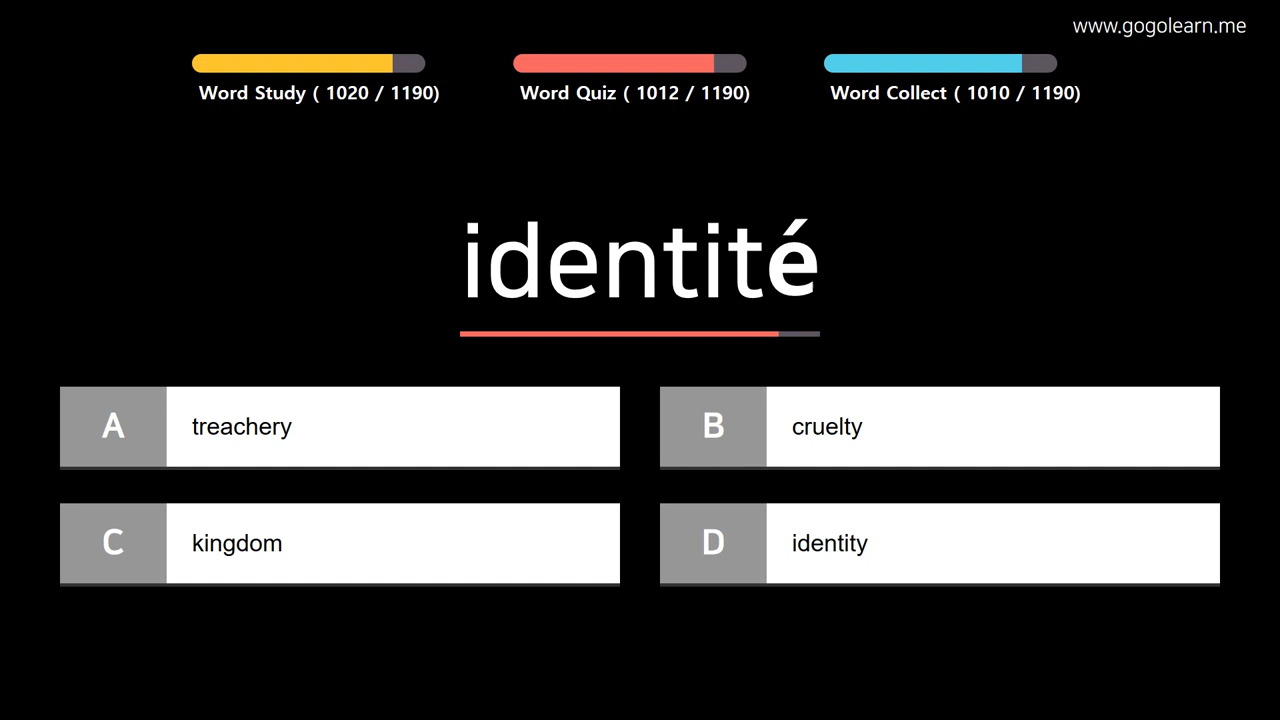 www.gogolearn.me
Word Study ( 1020 / 1190)
Word Quiz ( 1012 / 1190)
Word Collect ( 1010 / 1190)
identité
A treachery
B cruelty
C kingdom
D identity